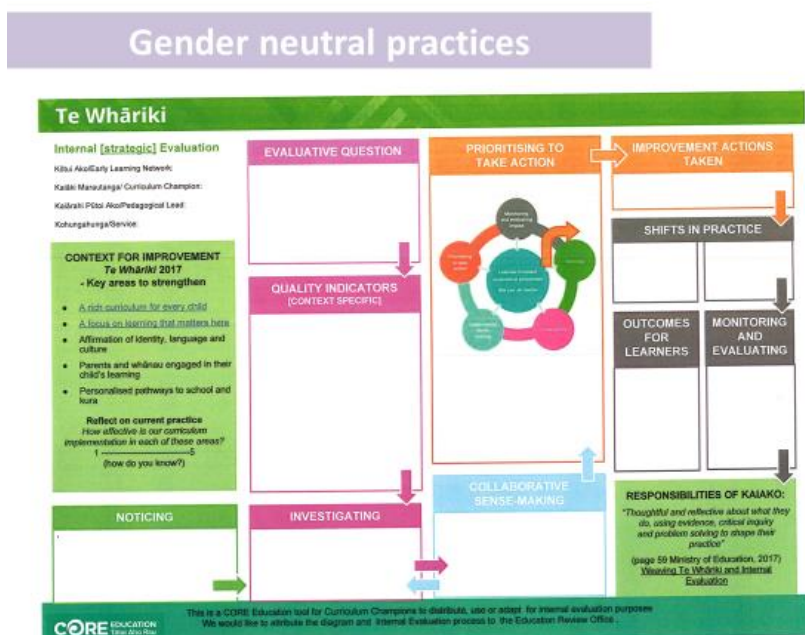 Gender neutral practices
Te Whāriki
Internal [strategic] Evaluation
Kāhui Ako/Early Learning Network:
Kaiāki Marautanga/ Curriculum Champion:
Kaiārahi Pūtoi Ako/Pedagogical Lead:
Kohungahunga/Service:
CONTEXT FOR IMPROVEMENT
Te Whāriki 2017
- Key areas to strengthen
A rich curriculum for every child
A focus on learning that matters here
Affirmation of identity, language and
culture
Parents and whānau engaged in their
child's learning
Personalised pathways to school and
kura
Reflect on current practice
How effective is our curriculum
implementation in each of these areas?
1 ——————————5
(how do you know?)
NOTICING
EVALUATIVE QUESTION
QUALITY INDICATORS
[CONTEXT SPECIFIC]
INVESTIGATING
PRIORITISING TO
TAKE ACTION
Monitoring
and evaluating
COLLABORATIVE
SENSE-MAKING
IMPROVEMENT ACTIONS
TAKEN
SHIFTS IN PRACTICE
OUTCOMES
FOR
LEARNERS
MONITORING
AND
EVALUATING
RESPONSIBILITIES OF KAIAKO:
"Thoughtful and reflective about what they
do, using evidence, critical inquiry
and problem solving to shape their
practice"
(page 59 Ministry of Education, 2017)
Weaving Te Whāriki and Internal
Evaluation
CORE EDUCATION
This is a CORE Education tool for Curriculum Champions to distribute, use or adapt for internal evaluation purposes
We would like to attribute the diagram and Internal Evaluation process to the Education Review Office .